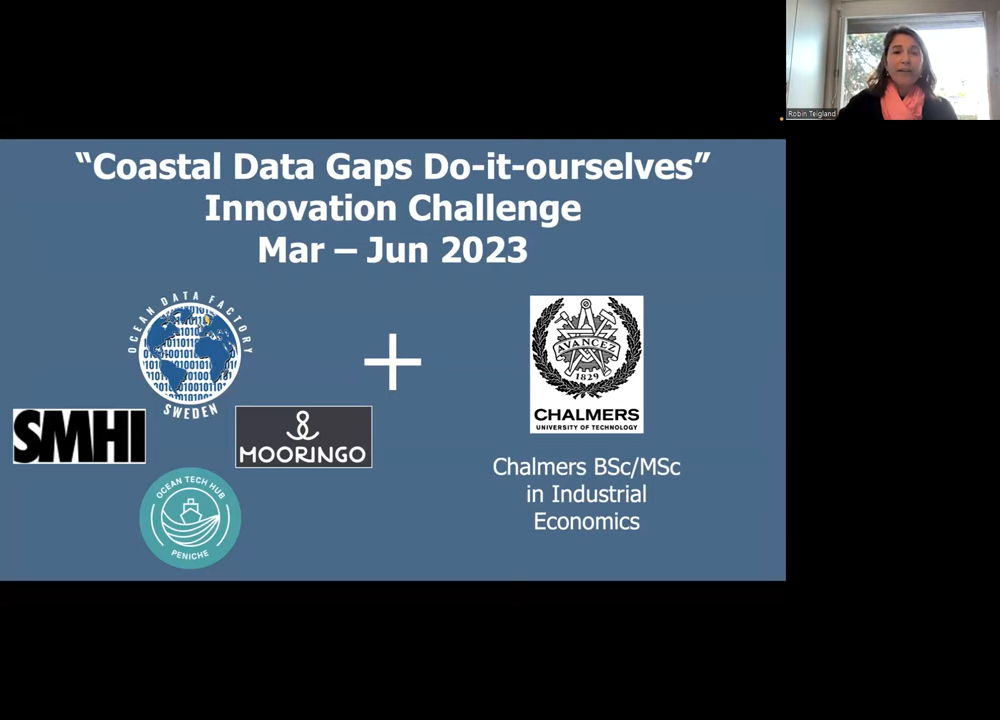 Robin Teigland
“Coastal Data Gaps Do-it-ourselves”
Innovation Challenge
Mar – Jun 2023
OCEAN DATA FACTORY
SWEDEN
SMHI
MOORINGO
OCEAN TECH HUB
PENICHE
AVANCEZ
1829
CHALMERS
UNIVERSITY OF TECHNOLOGY
Chalmers BSc/MSc
in Industrial
Economics